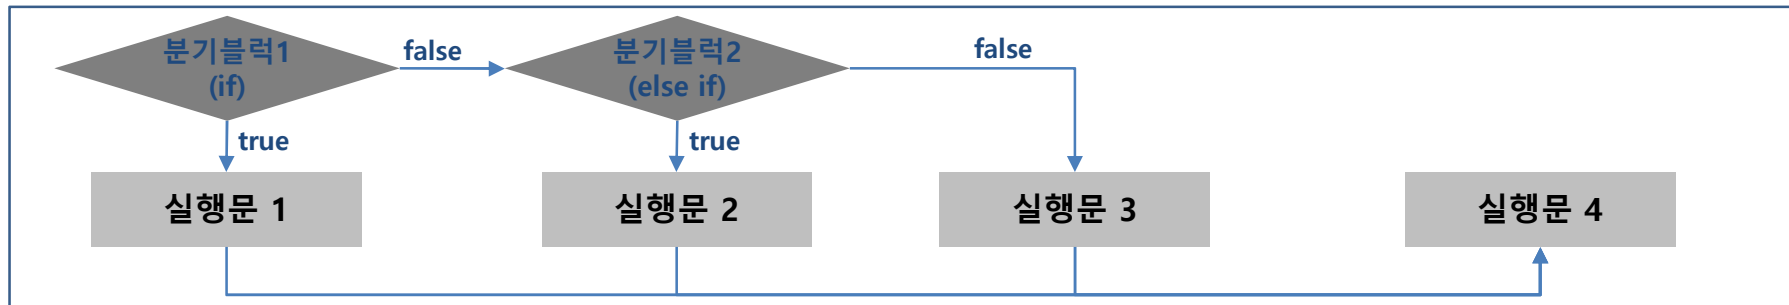 분기블럭1
(if)
false
분기블럭2
(else if)
false
true
true
실행문 1
실행문 2
실행문 3
실행문 4